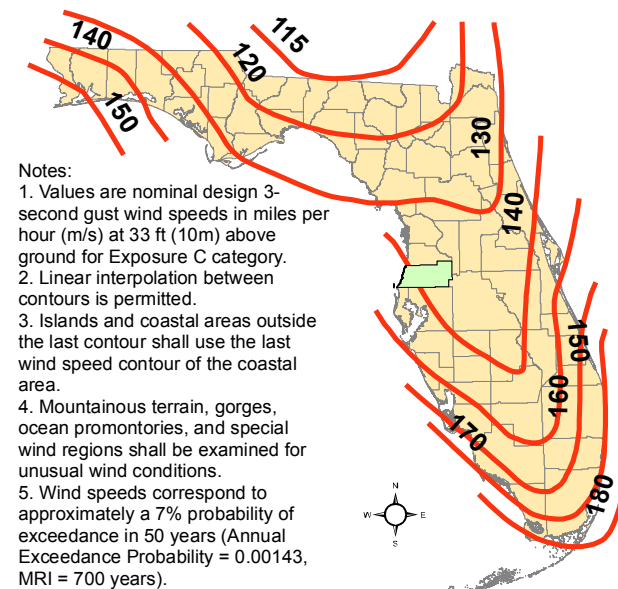 115
140
120
150
130
140
150
160
170
180
Notes:
1. Values are nominal design 3-
second gust wind speeds in miles per
hour (m/s) at 33 ft (10m) above
ground for Exposure C category.
2. Linear interpolation between
contours is permitted.
3. Islands and coastal areas outside
the last contour shall use the last
wind speed contour of the coastal
area.
4. Mountainous terrain, gorges,
ocean promontories, and special
wind regions shall be examined for
unusual wind conditions.
5. Wind speeds correspond to
approximately a 7% probability of
exceedance in 50 years (Annual
Exceedance Probability = 0.00143,
MRI = 700 years).
N
W E
S